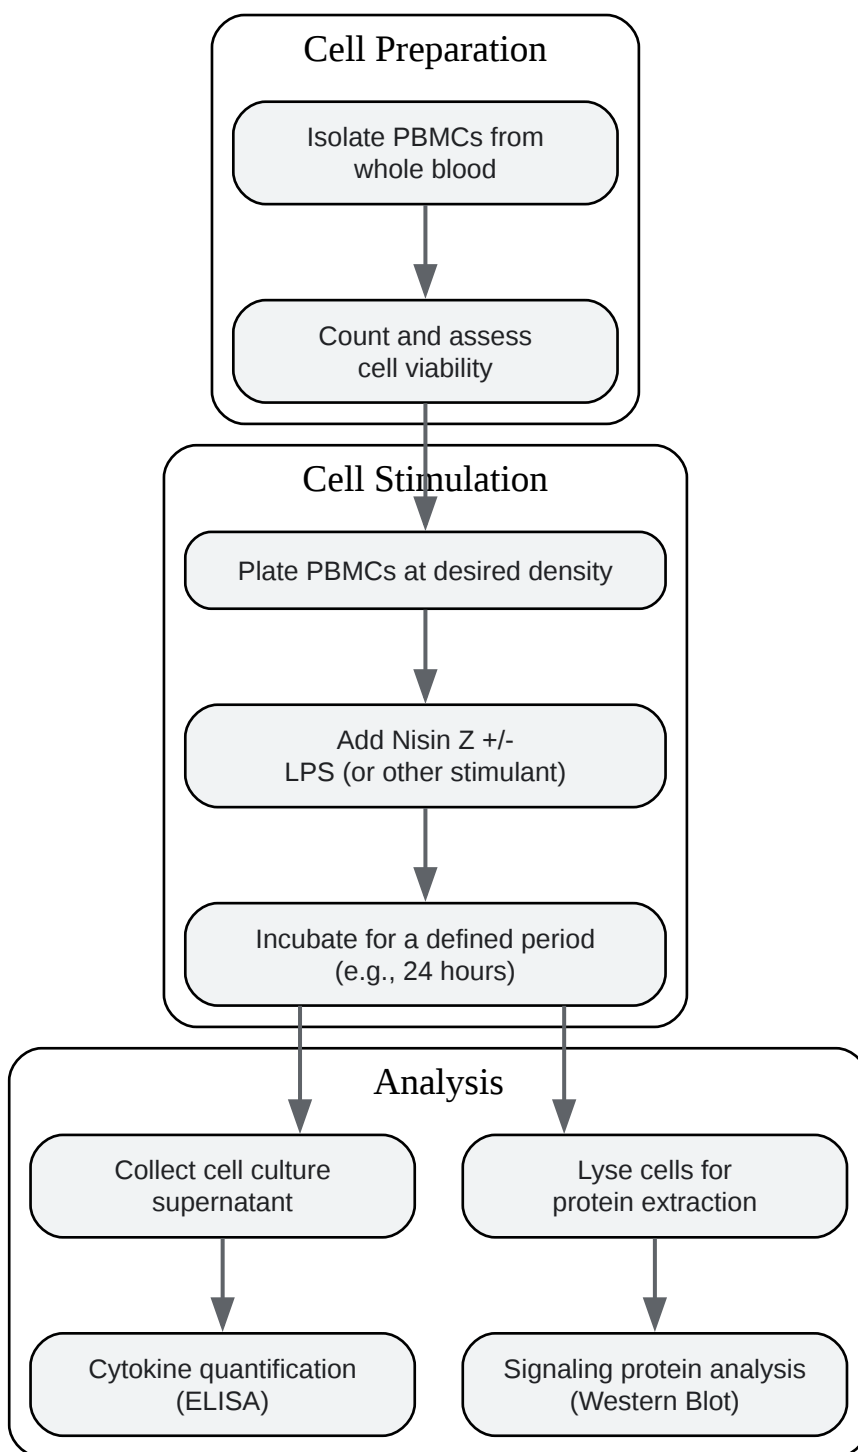 Cell Preparation
Isolate PBMCs from
whole blood
Count and assess
cell viability
Cell Stimulation
Plate PBMCs at desired density
Add Nisin Z +/-
LPS (or other stimulant)
Incubate for a defined period
(e.g., 24 hours)
Analysis
Collect cell culture
supernatant
Lyse cells for
protein extraction
Cytokine quantification
(ELISA)
Signaling protein analysis
(Western Blot)